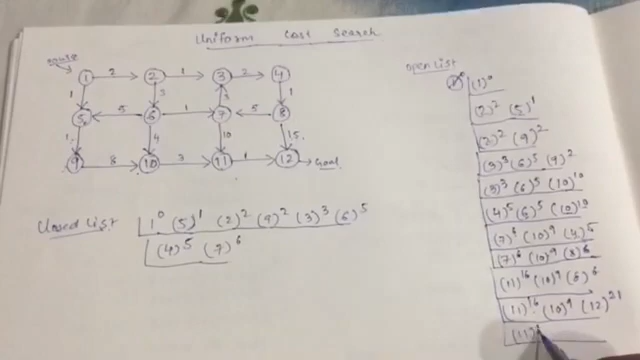 Uniform Cost Search
source
1 2 2 1 3 2 4
1 3 3 1
5 5 6 1 7 5 8
1 4 10 15
9 8 10 3 11 1 12 → Goal
Open List
1⁰ (1)⁰
(2)² (5)¹
(2)² (9)²
(3)³ (6)⁵ (9)²
(3)³ (6)⁵ (10)¹⁰
(4)⁵ (6)⁵ (10)¹⁰
(7)⁶ (10)⁹ (4)⁵
(7)⁶ (10)⁹ (8)⁶
(11)¹⁶ (10)⁹ (8)⁶
(11)¹⁶ (10)⁹ (12)²¹
(11)
Closed List 1⁰ (5)¹ (2)² (9)² (3)³ (6)⁵
(4)⁵ (7)⁶